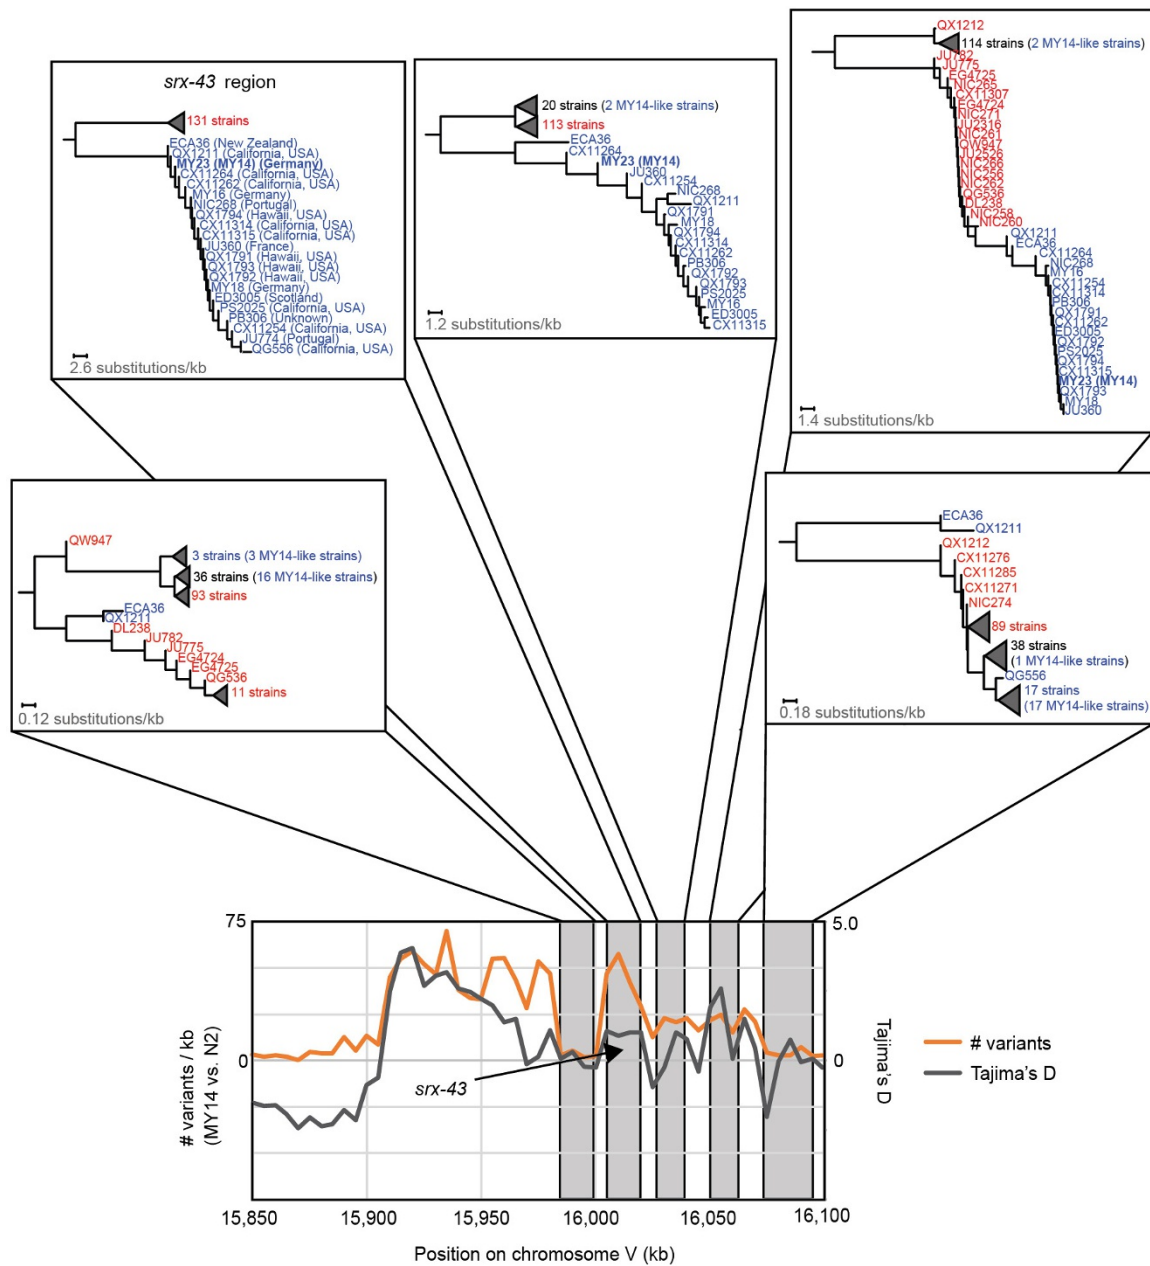 srx-43 region
131 strains
ECA36 (New Zealand)
QX1211 (California, USA)
MY23 (MY14) (Germany)
CX11264 (California, USA)
CX11262 (California, USA)
MY16 (Germany)
NIC268 (Portugal)
QX1794 (Hawaii, USA)
CX11314 (California, USA)
CX11315 (California, USA)
JU360 (France)
QX1791 (Hawaii, USA)
QX1793 (Hawaii, USA)
QX1792 (Hawaii, USA)
MY18 (Germany)
ED3005 (Scotland)
PS2025 (California, USA)
PB306 (Unknown)
CX11254 (California, USA)
JU774 (Portugal)
QG556 (California, USA)
2.6 substitutions/kb
20 strains (2 MY14-like strains)
113 strains
ECA36
CX11264
MY23 (MY14)
JU360
CX11254
NIC268
QX1211
QX1791
MY18
QX1794
CX11314
CX11262
PB306
QX1792
QX1793
PS2025
MY16
ED3005
CX11315
1.2 substitutions/kb
QX1212
114 strains (2 MY14-like strains)
JU782
JU775
EG4725
NIC265
CX11307
EG4724
NIC271
JU2316
NIC261
QW947
JU2526
NIC266
NIC256
NIC262
QG536
DL238
NIC258
NIC260
QX1211
ECA36
CX11264
NIC268
MY16
CX11254
CX11314
PB306
QX1791
CX11262
ED3005
QX1792
PS2025
QX1794
CX11315
MY23 (MY14)
QX1793
MY18
JU360
1.4 substitutions/kb
QW947
3 strains (3 MY14-like strains)
36 strains (16 MY14-like strains)
93 strains
ECA36
QX1211
DL238
JU782
JU775
EG4724
EG4725
QG536
11 strains
0.12 substitutions/kb
ECA36
QX1211
QX1212
CX11276
CX11285
CX11271
NIC274
89 strains
38 strains
(1 MY14-like strains)
QG556
17 strains
(17 MY14-like strains)
0.18 substitutions/kb
75
0
# variants / kb
(MY14 vs. N2)
5.0
0
Tajima's D
srx-43
# variants
Tajima's D
15,850 15,900 15,950 16,000 16,050 16,100
Position on chromosome V (kb)